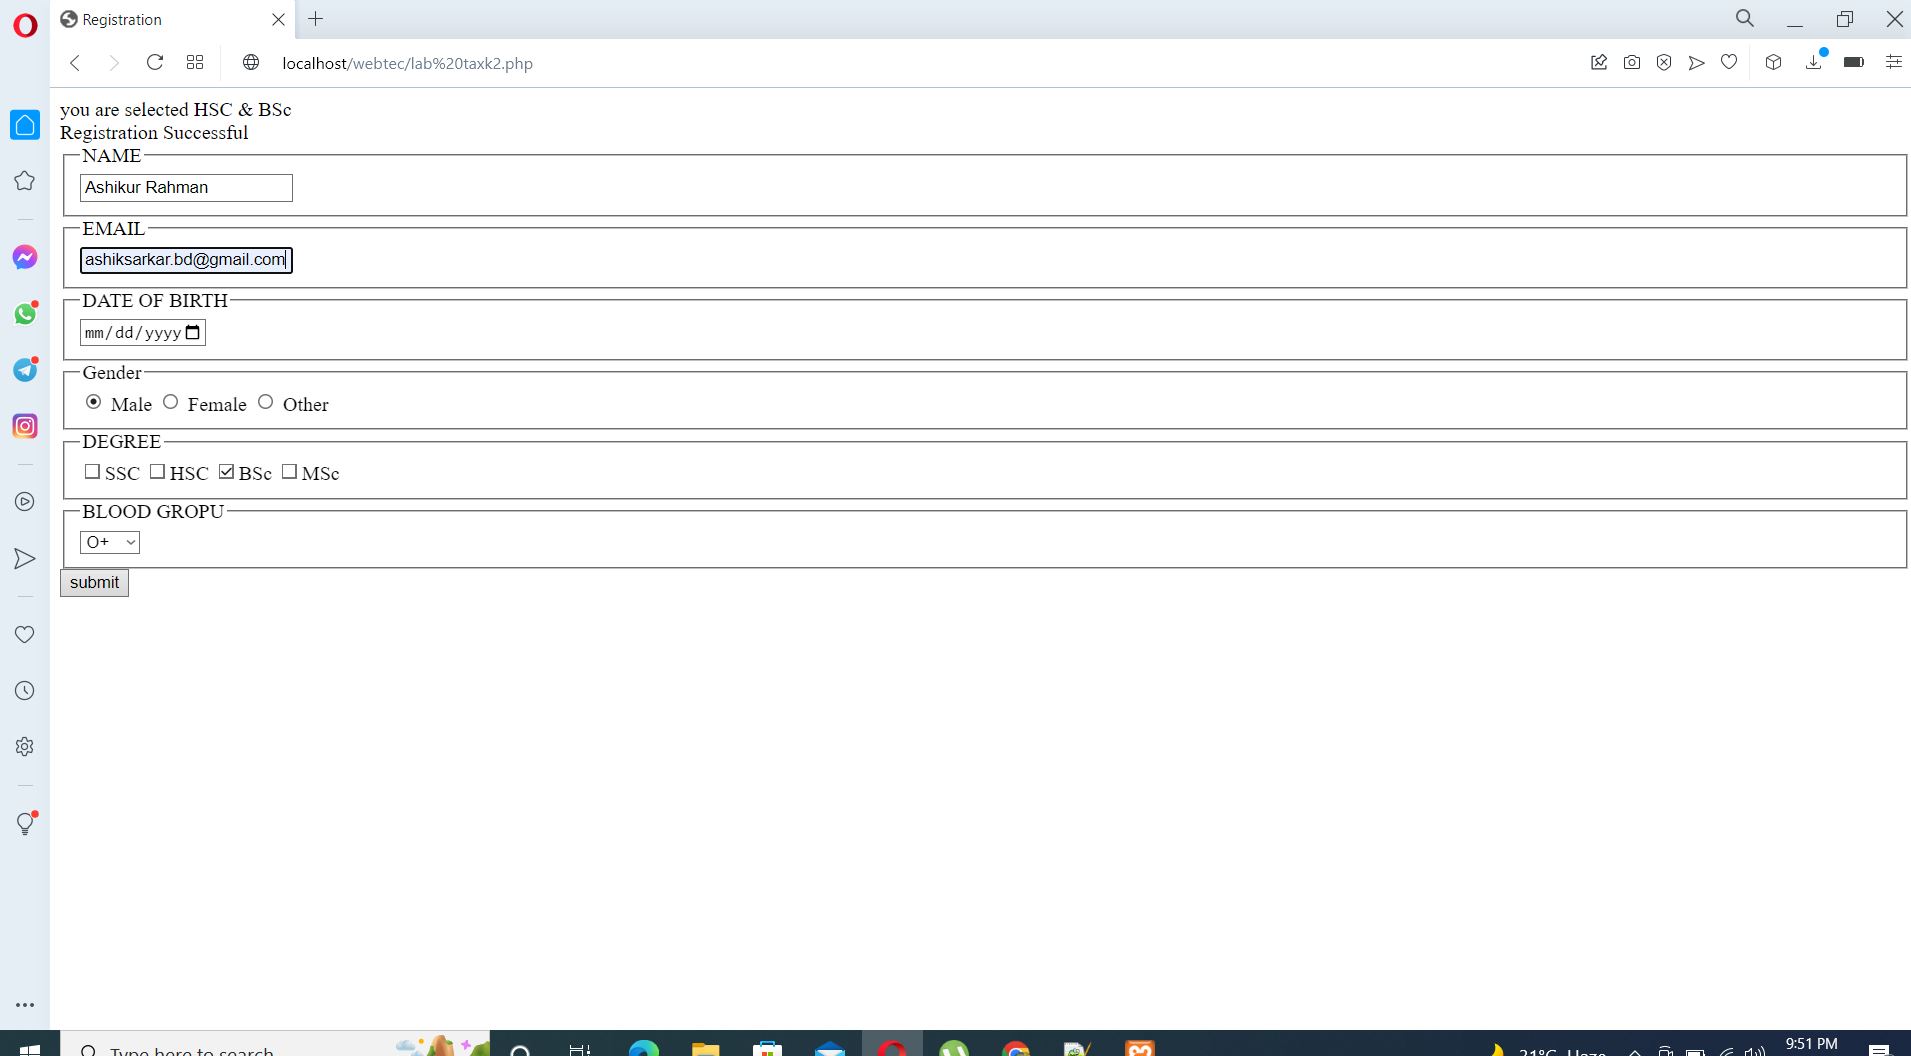 Registration
localhost/webtec/lab%20taxk2.php
you are selected HSC & BSc
Registration Successful
NAME
Ashikur Rahman
EMAIL
ashiksarkar.bd@gmail.com
DATE OF BIRTH
mm/dd/yyyy
Gender
Male Female Other
DEGREE
SSC HSC BSc MSc
BLOOD GROPU
O+
submit
Type here to search
21°C Haze
9:51 PM